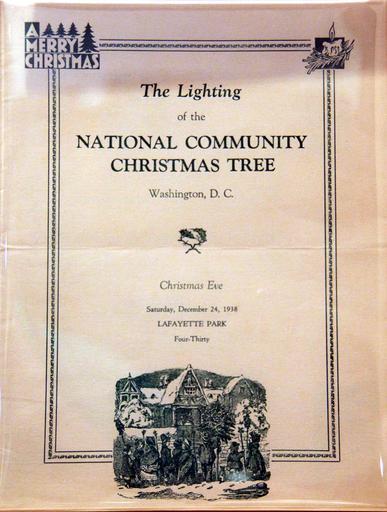 A
MERRY
CHRISTMAS
The Lighting
of the
NATIONAL COMMUNITY
CHRISTMAS TREE
Washington, D. C.
Christmas Eve
Saturday, December 24, 1938
LAFAYETTE PARK
Four-Thirty